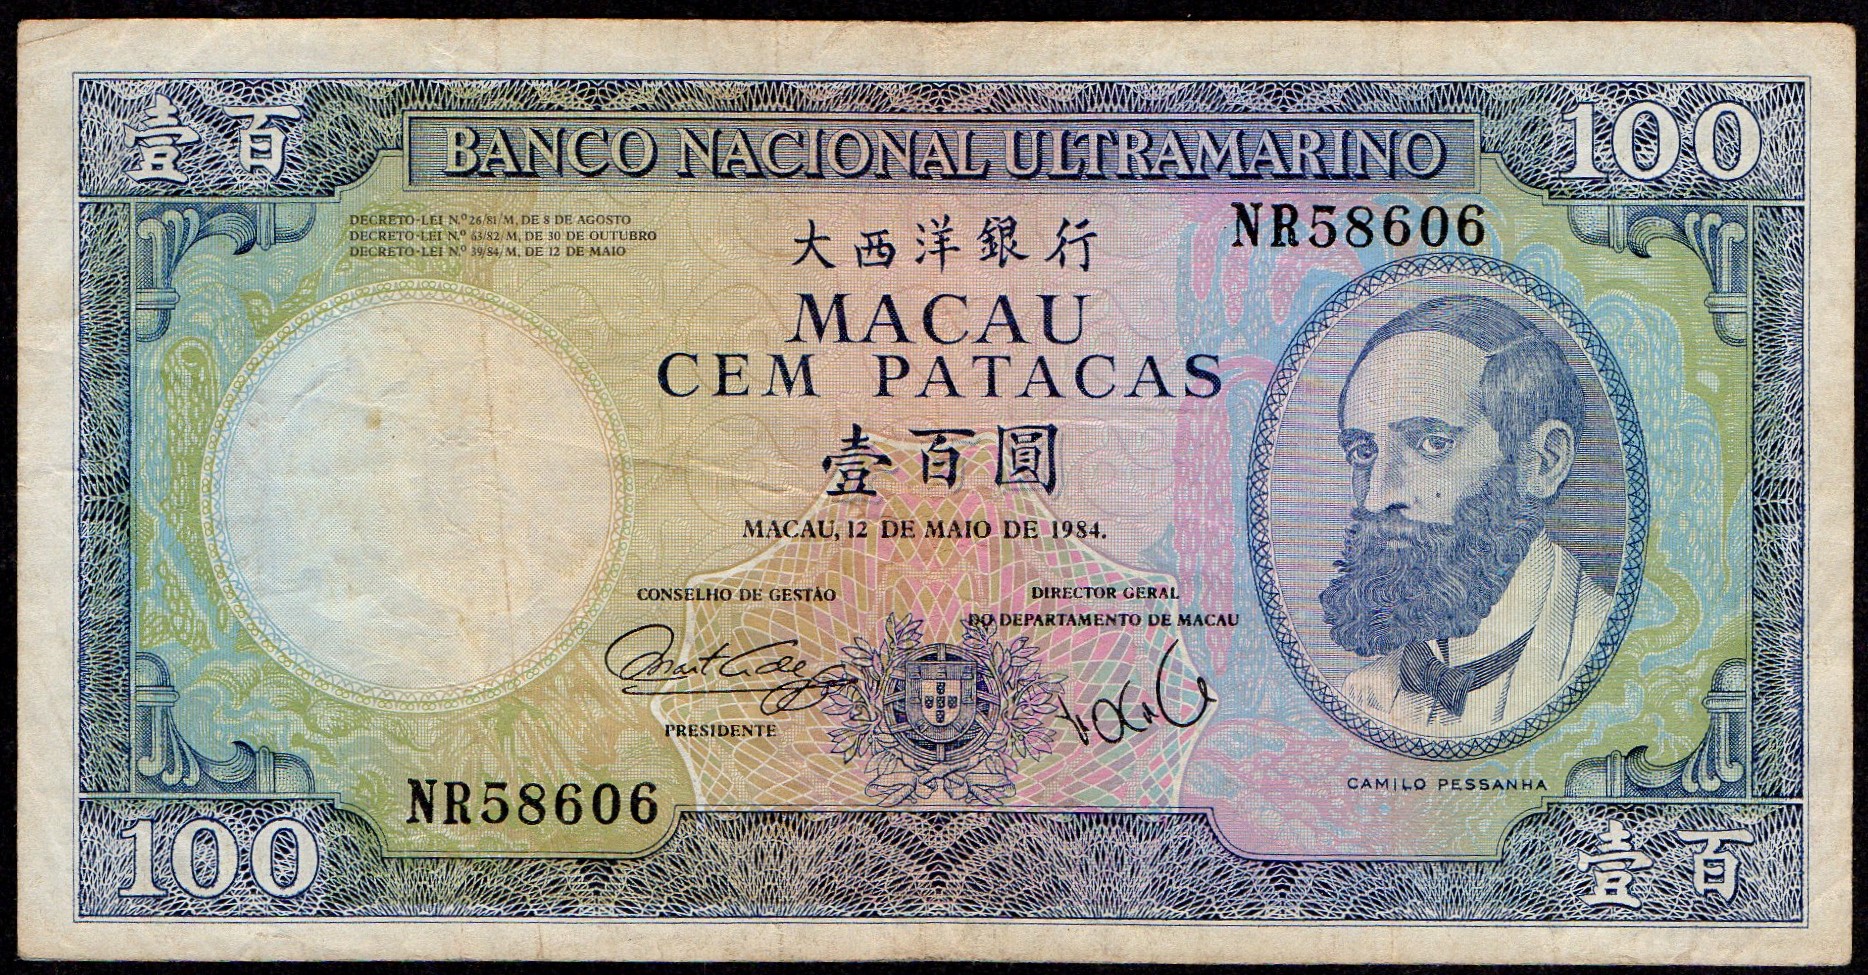 壹百
BANCO NACIONAL ULTRAMARINO
100
DECRETO-LEI N.º 26/81/M, DE 8 DE AGOSTO
DECRETO-LEI N.º 63/82/M, DE 30 DE OUTUBRO
DECRETO-LEI N.º 39/84/M, DE 12 DE MAIO
NR58606
大西洋銀行
MACAU
CEM PATACAS
壹百圓
MACAU, 12 DE MAIO DE 1984.
CONSELHO DE GESTÃO
DIRECTOR GERAL
DO DEPARTAMENTO DE MACAU
PRESIDENTE
CAMILO PESSANHA
NR58606
100
壹百